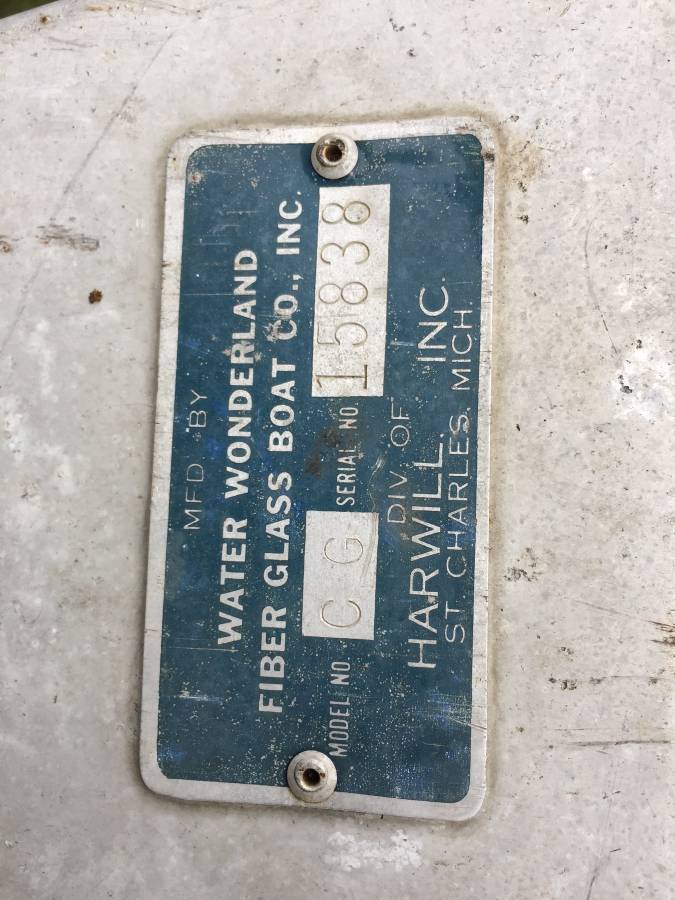 MFD. BY
WATER WONDERLAND
FIBER GLASS BOAT CO., INC.
MODEL NO. CG SERIAL NO. 15838
DIV. OF
HARWILL, INC.
ST CHARLES, MICH.